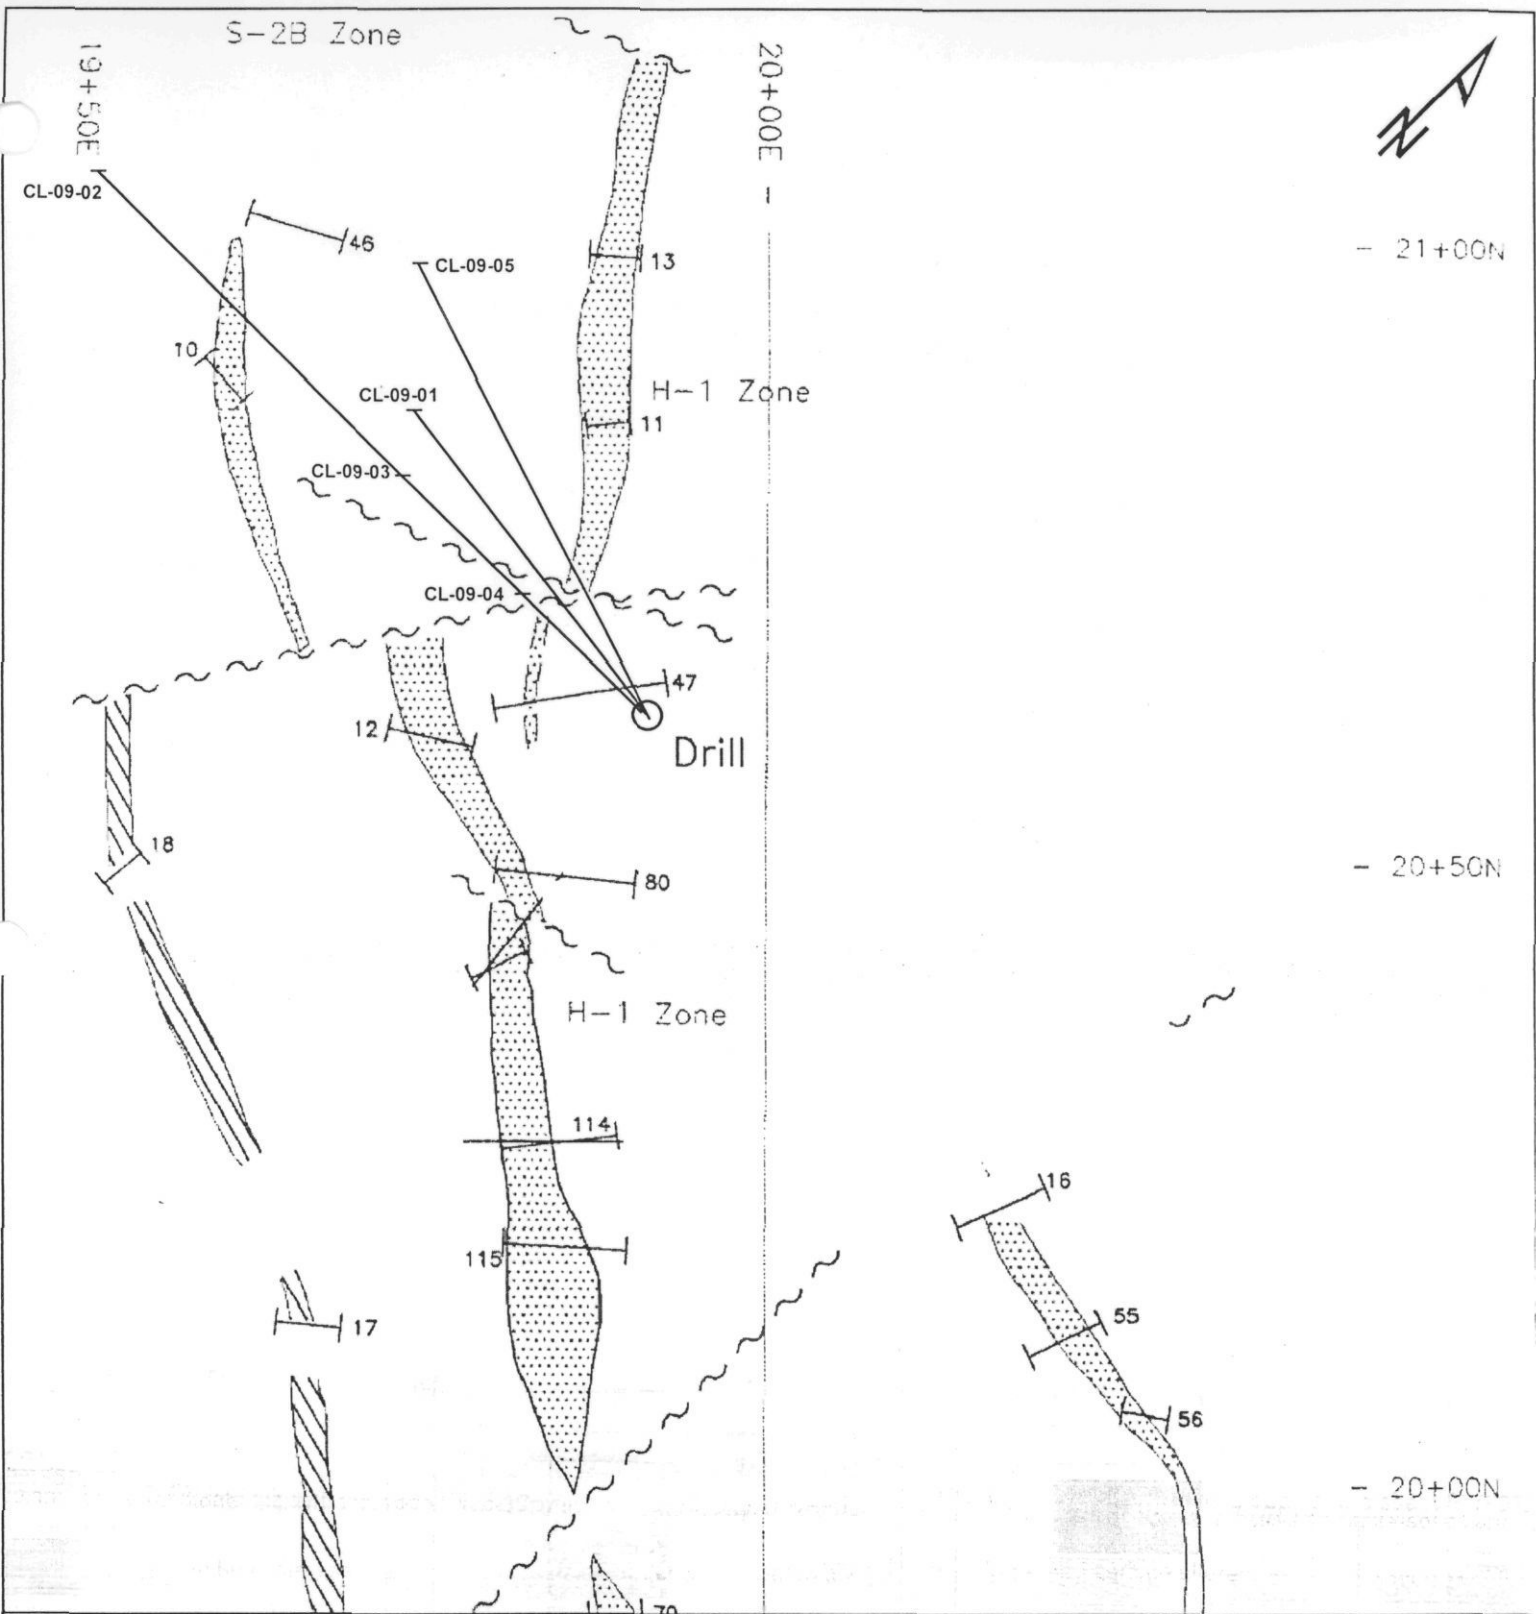 S-2B Zone
19+50E
20+00E -
N
CL-09-02
46
- 21+00N
13
CL-09-05
10
H-1 Zone
CL-09-01
11
CL-09-03
CL-09-04
47
12
Drill
18
- 20+50N
80
H-1 Zone
114
16
115
55
17
56
- 20+00N